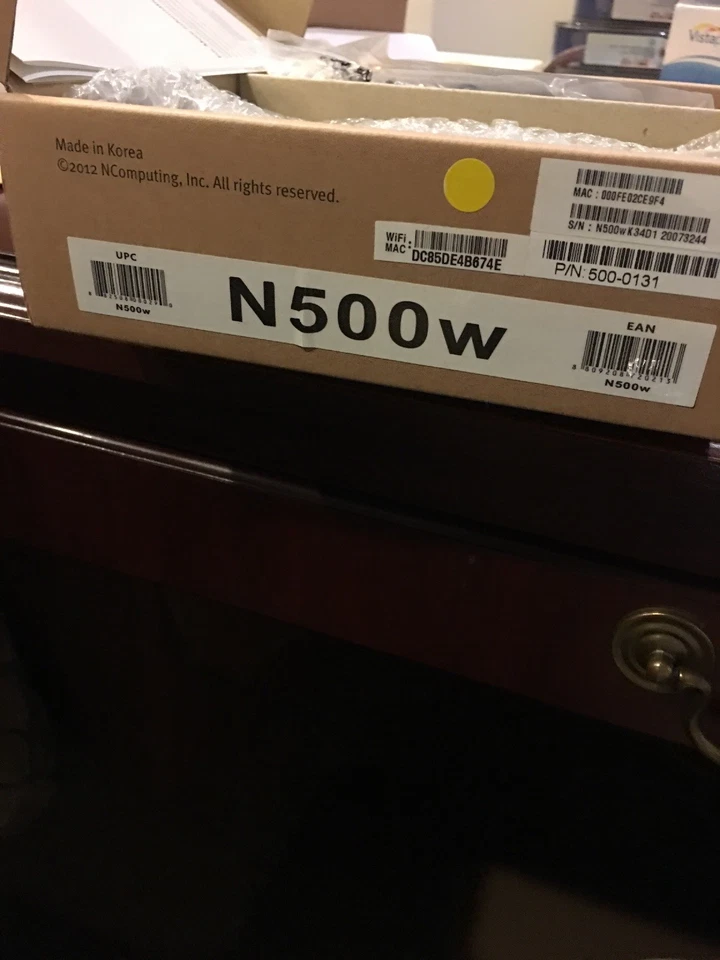 Made in Korea
©2012 NComputing, Inc. All rights reserved.
MAC : 000FE02CE9F4
S/N : N500wK34D1 20073244
WiFi
MAC :
DC85DE4B674E
P/N: 500-0131
UPC
N500w
N500w
EAN
N500w